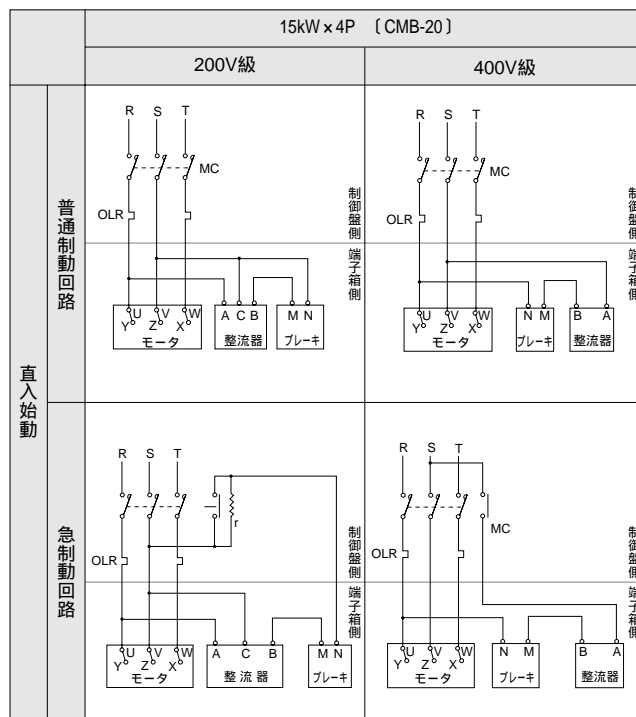 15kW×4P 〔CMB-20〕
200V級
400V級
直入始動
普通制動回路
R S T
MC
OLR
制御盤側
端子箱側
U V W
Y Z X
モータ
A C B
整流器
M N
ブレーキ
R S T
MC
OLR
制御盤側
端子箱側
U V W
Y Z X
モータ
N M
ブレーキ
B A
整流器
急制動回路
R S T
r
OLR
制御盤側
端子箱側
U V W
Y Z X
モータ
A C B
整流器
M N
ブレーキ
R S T
MC
OLR
制御盤側
端子箱側
U V W
Y Z X
モータ
N M
ブレーキ
B A
整流器